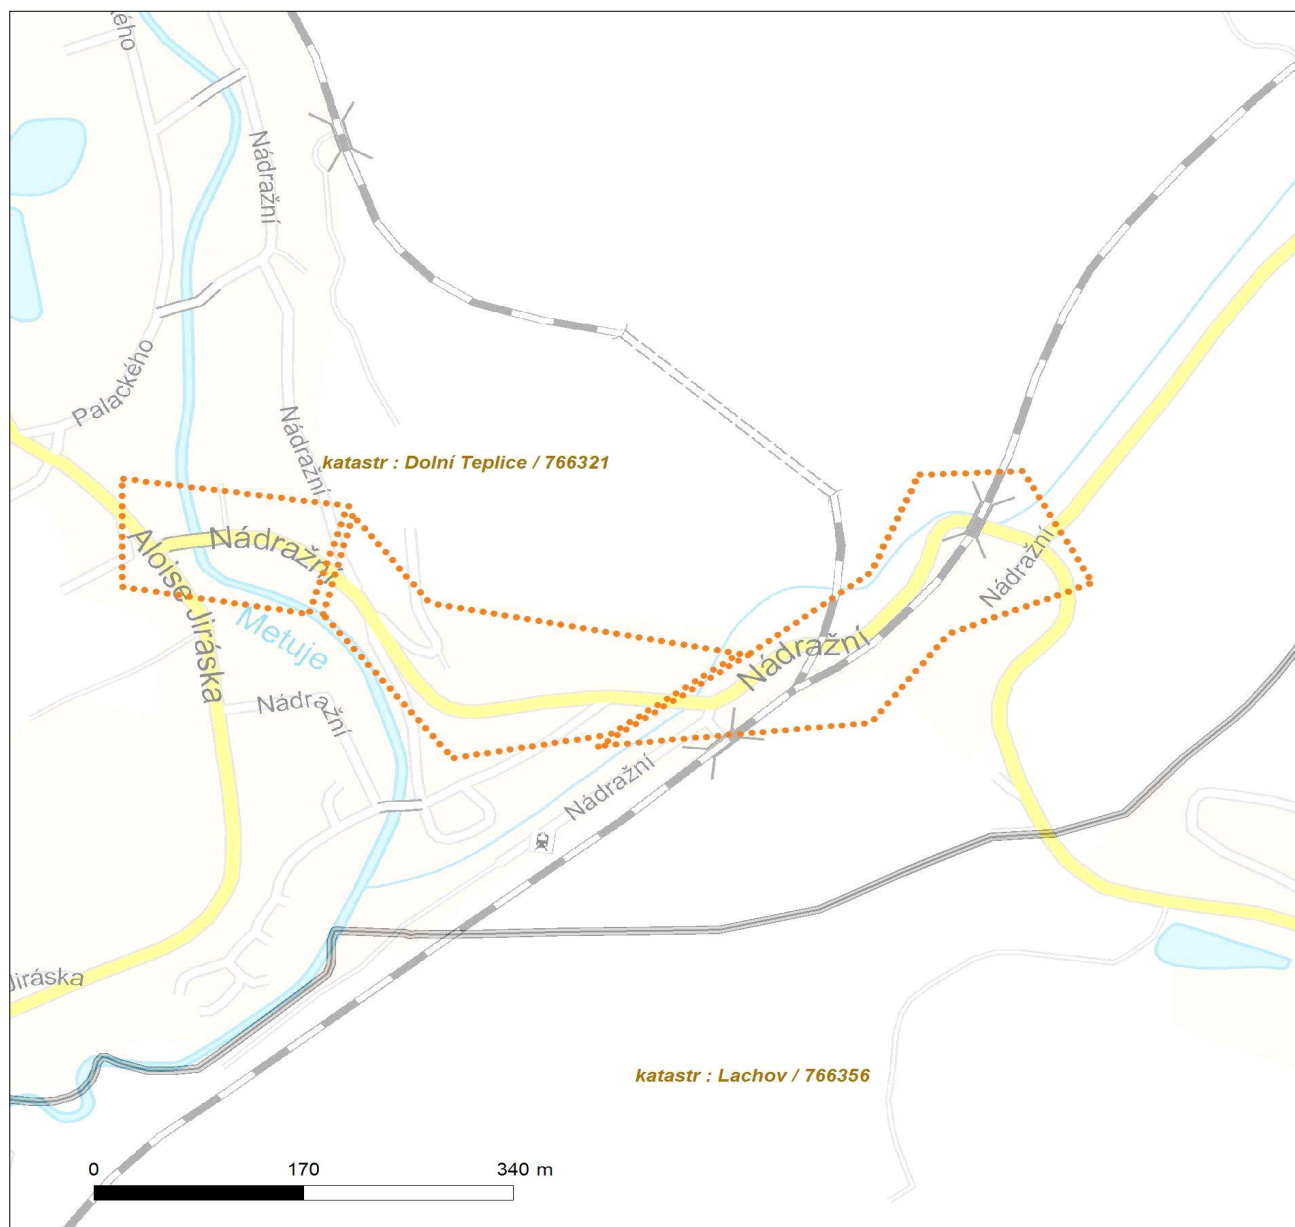 ého
Nádražní
Palackého
Nádražní
katastr : Dolní Teplice / 766321
Nádražní
Aloise Jiráska
Metuje
Nádražní
Nádražní
Nádražní
Nádražní
Jiráska
katastr : Lachov / 766356
0 170 340 m